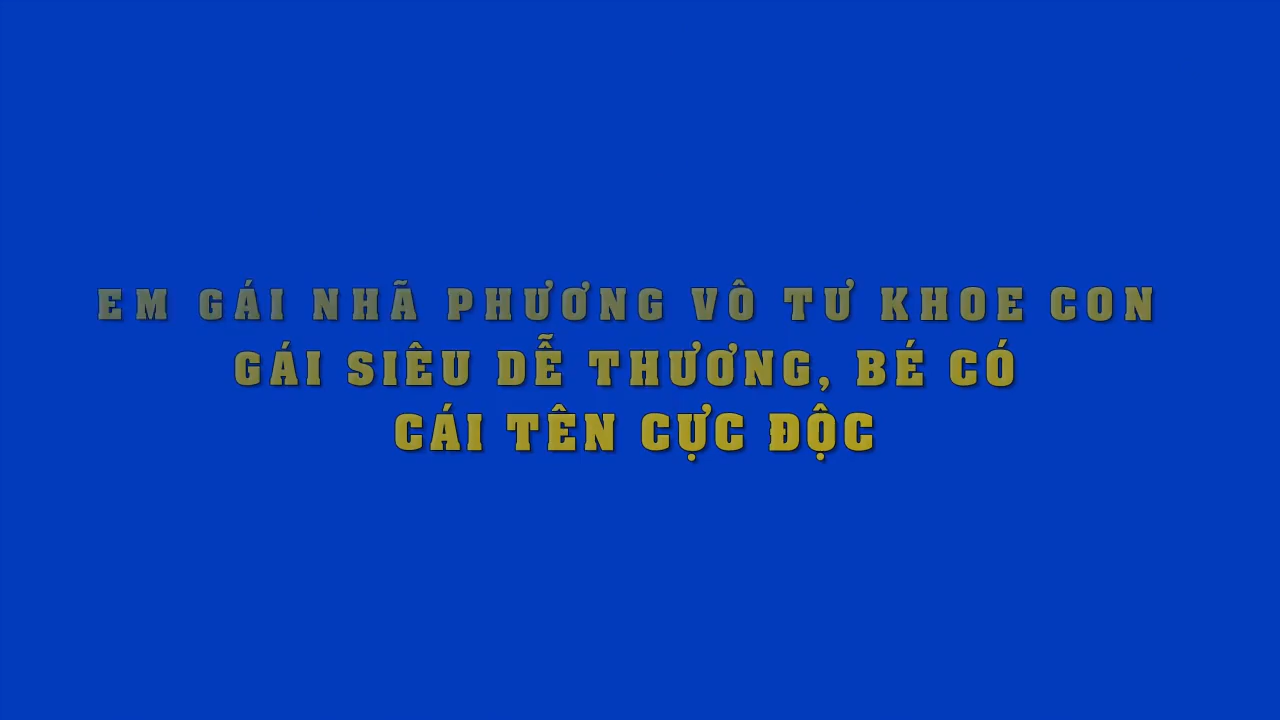 EM GÁI NHÃ PHƯƠNG VÔ TƯ KHOE CON
GÁI SIÊU DỄ THƯƠNG, BÉ CÓ
CÁI TÊN CỰC ĐỘC